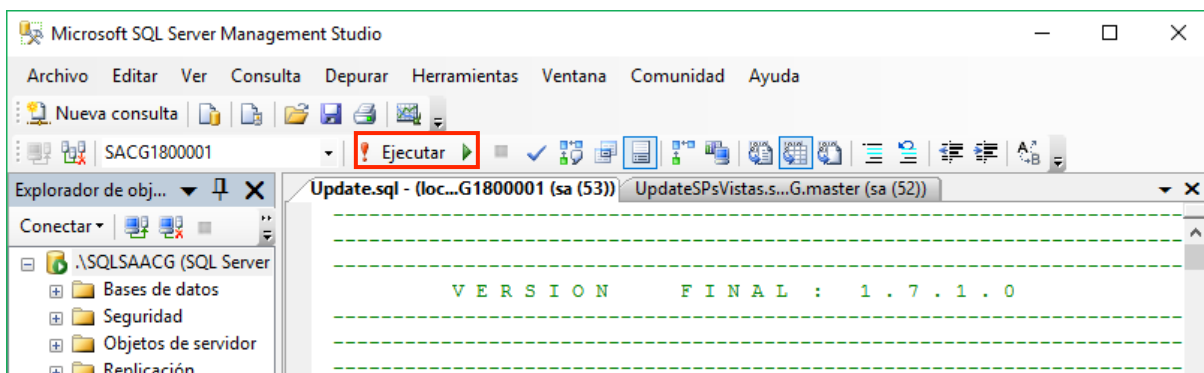 Microsoft SQL Server Management Studio
Archivo Editar Ver Consulta Depurar Herramientas Ventana Comunidad Ayuda
Nueva consulta
SACG1800001 Ejecutar
Explorador de obj... Update.sql - (loc...G1800001 (sa (53)) UpdateSPsVistas.s...G.master (sa (52))
Conectar
.\SQLSAACG (SQL Server
Bases de datos
Seguridad
Objetos de servidor
Replicación
--------------------------------------------------------------
--------------------------------------------------------------
--------------------------------------------------------------
V E R S I O N F I N A L : 1 . 7 . 1 . 0
--------------------------------------------------------------
--------------------------------------------------------------
--------------------------------------------------------------